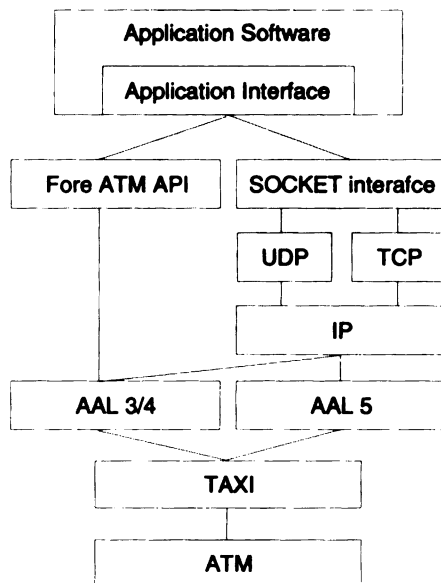 Application Software
Application Interface
Fore ATM API
SOCKET interafce
UDP
TCP
IP
AAL 3/4
AAL 5
TAXI
ATM